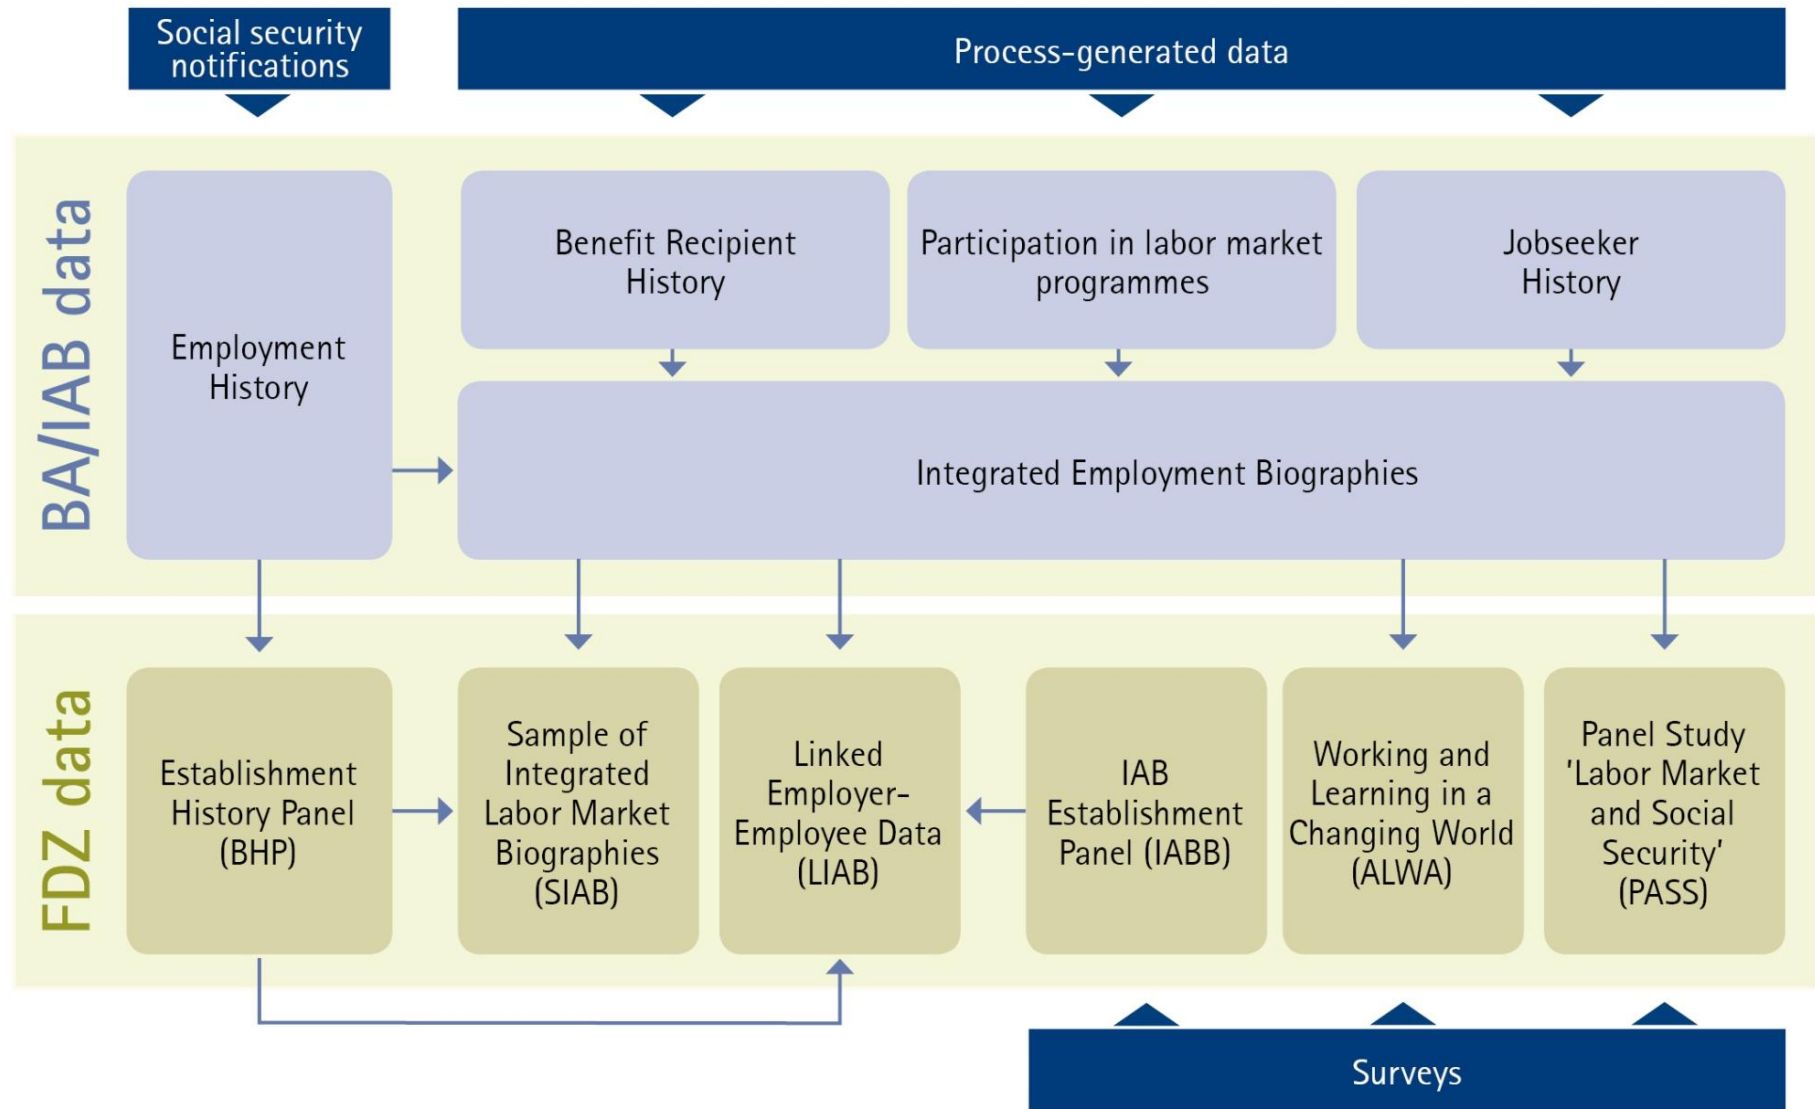 Social security
notifications
Process-generated data
BA/IAB data
Employment
History
Benefit Recipient
History
Participation in labor market
programmes
Jobseeker
History
Integrated Employment Biographies
FDZ data
Establishment
History Panel
(BHP)
Sample of
Integrated
Labor Market
Biographies
(SIAB)
Linked
Employer-
Employee Data
(LIAB)
IAB
Establishment
Panel (IABB)
Working and
Learning in a
Changing World
(ALWA)
Panel Study
'Labor Market
and Social
Security'
(PASS)
Surveys